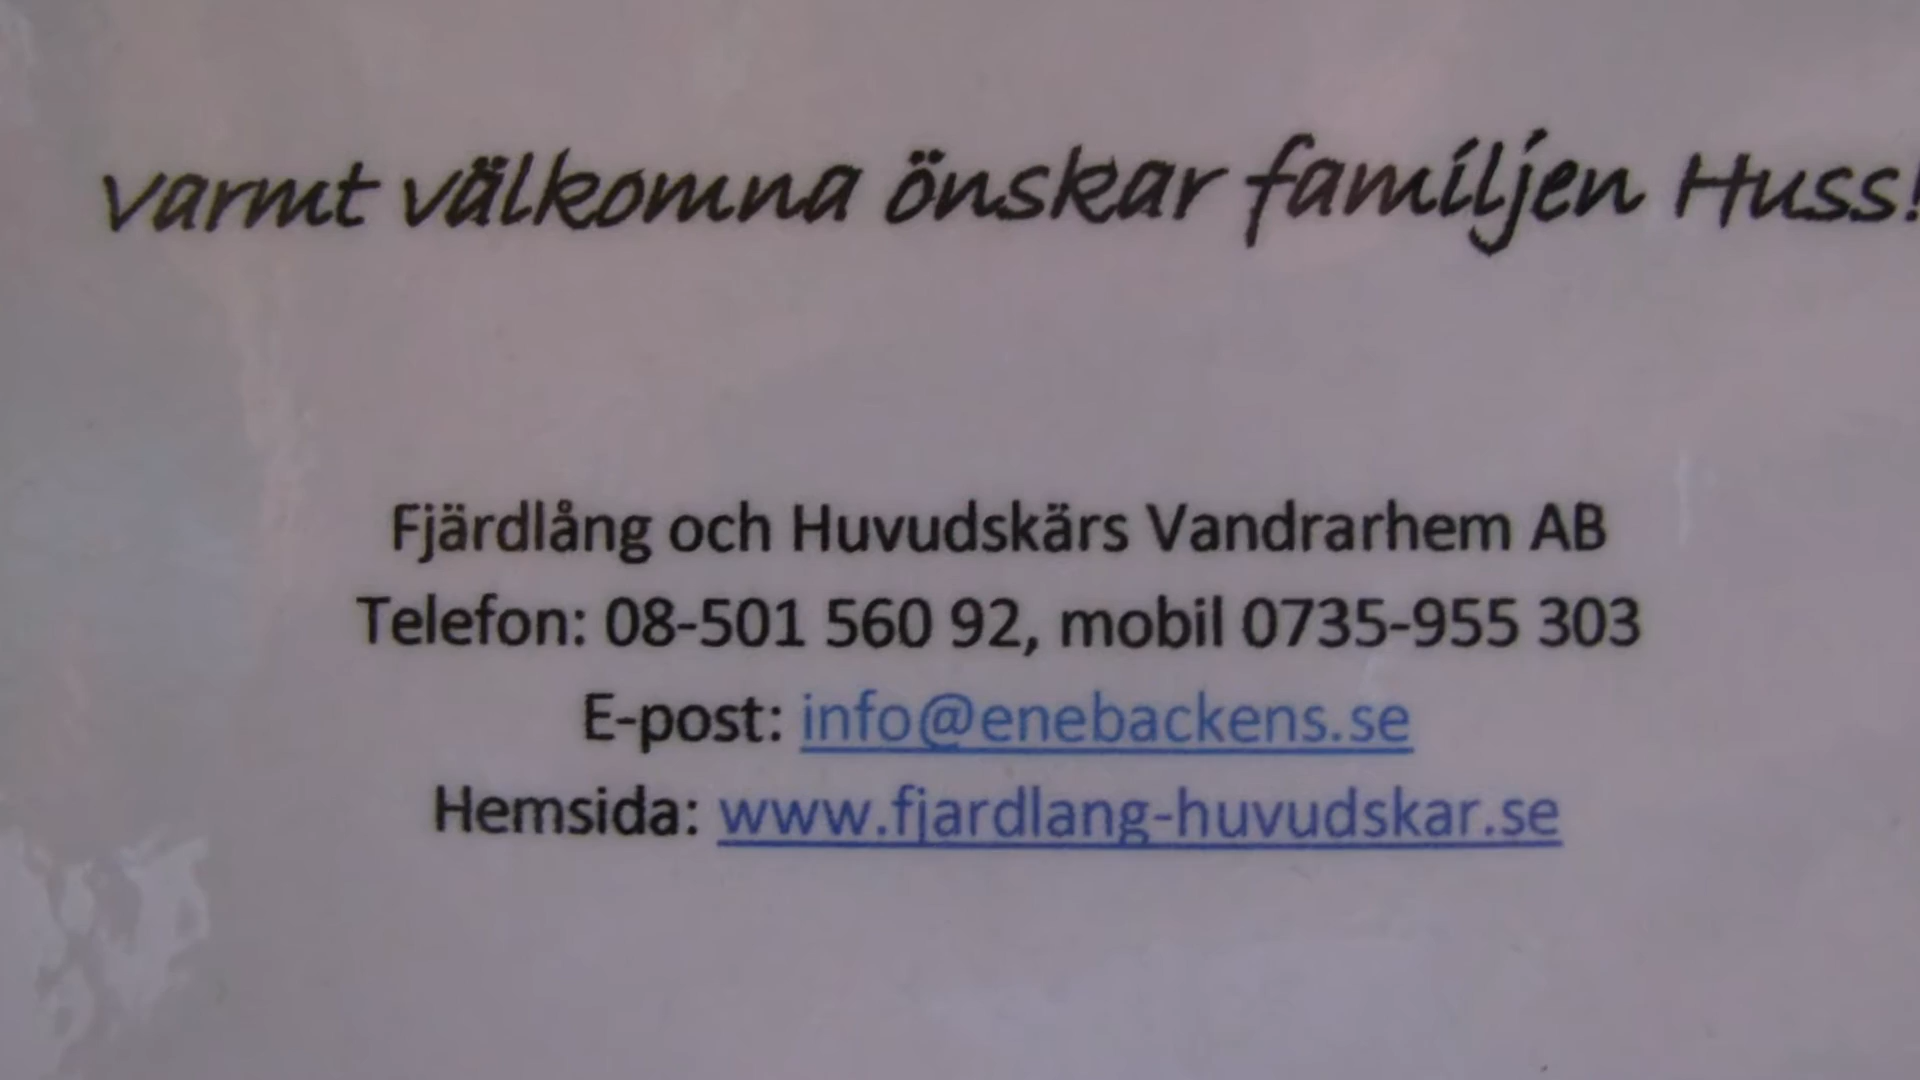 Varmt välkomna önskar familjen Huss!
Fjärdlång och Huvudskärs Vandrarhem AB
Telefon: 08-501 560 92, mobil 0735-955 303
E-post: info@enebackens.se
Hemsida: www.fjardlang-huvudskar.se